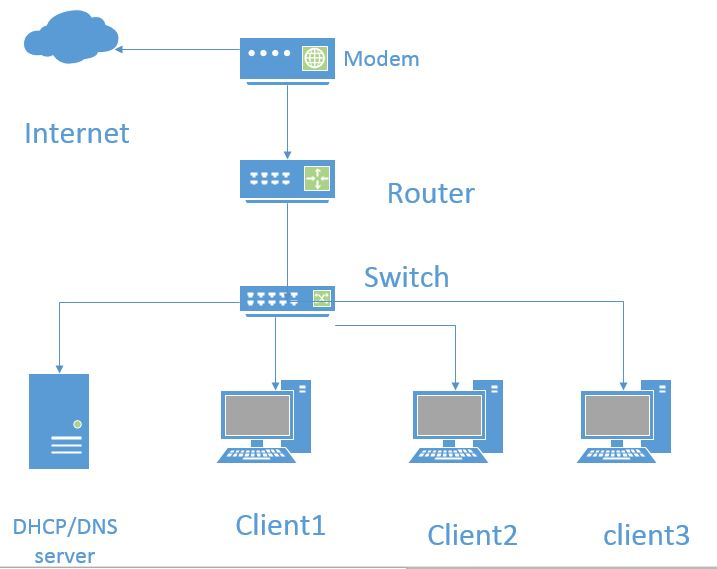 Modem
Internet
Router
Switch
DHCP/DNS
server
Client1
Client2
client3